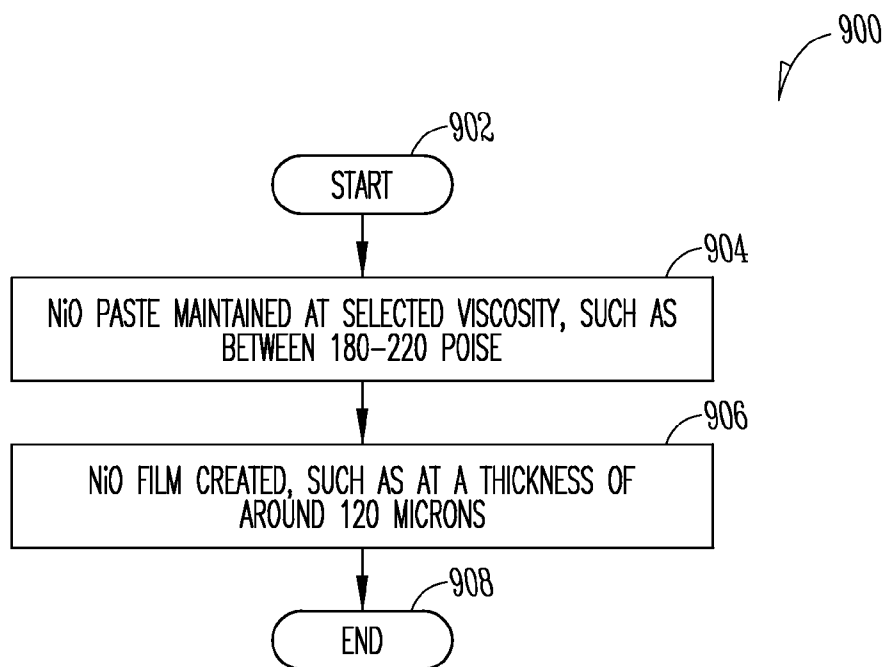 900
902
START
904
NiO PASTE MAINTAINED AT SELECTED VISCOSITY, SUCH AS
BETWEEN 180-220 POISE
906
NiO FILM CREATED, SUCH AS AT A THICKNESS OF
AROUND 120 MICRONS
908
END